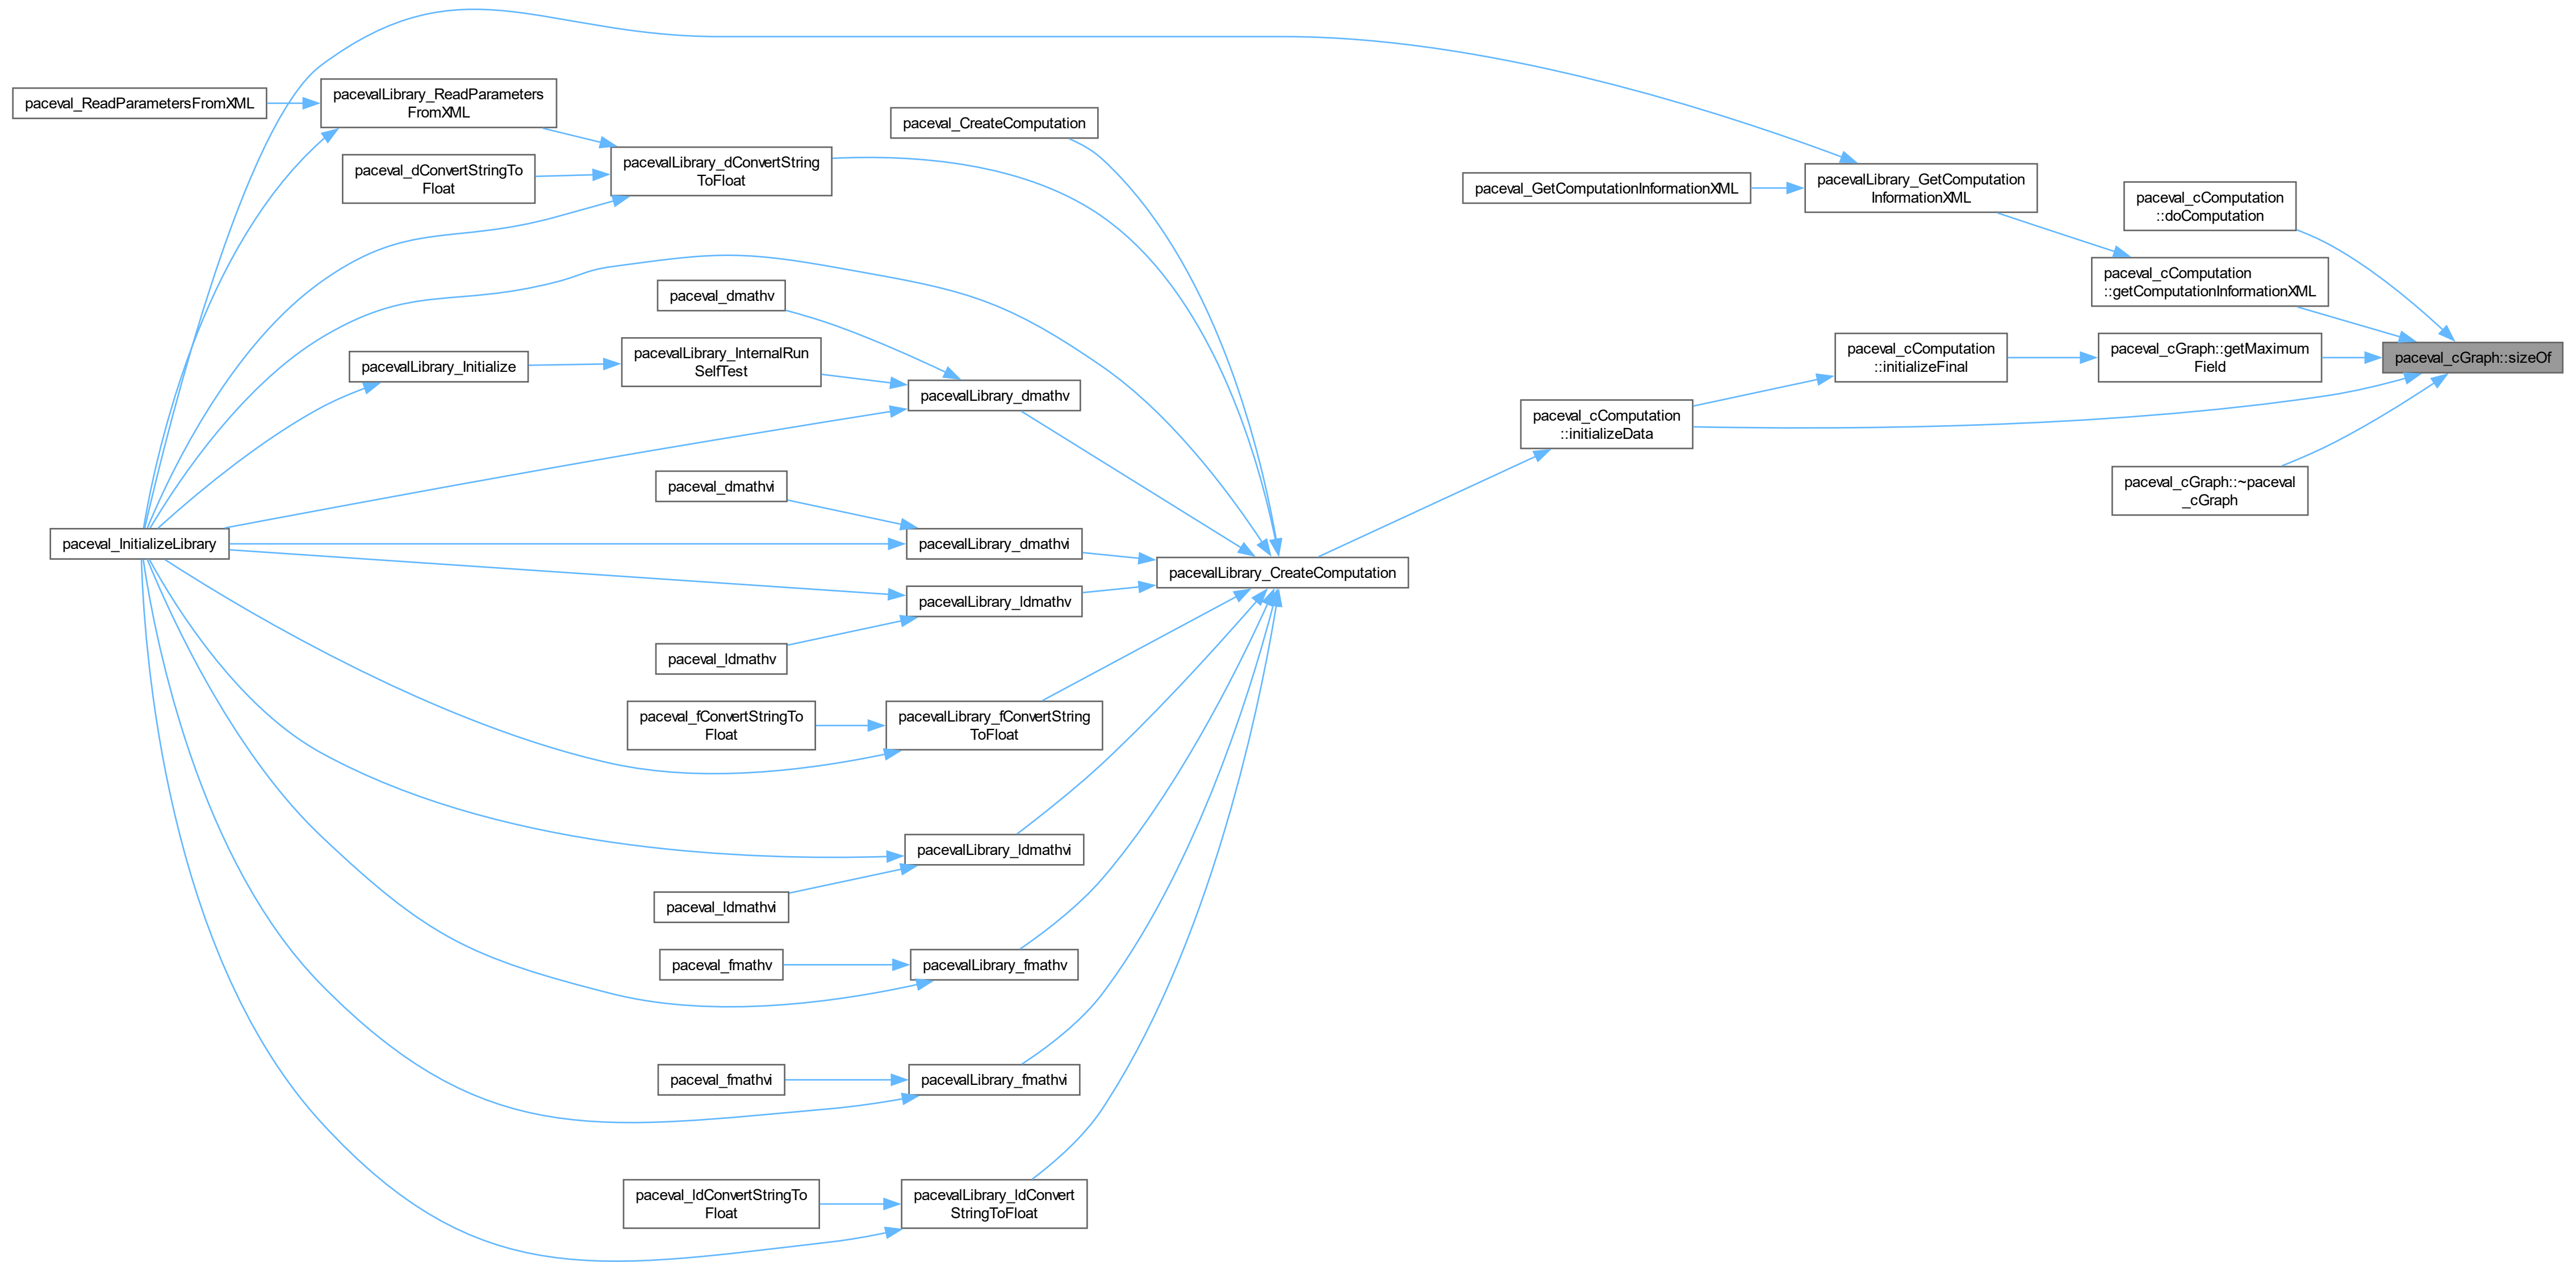 paceval_ReadParametersFromXML
pacevalLibrary_ReadParameters
FromXML
paceval_dConvertStringTo
Float
pacevalLibrary_dConvertString
ToFloat
paceval_CreateComputation
paceval_GetComputationInformationXML
pacevalLibrary_GetComputation
InformationXML
paceval_cComputation
::doComputation
paceval_cComputation
::getComputationInformationXML
paceval_dmathv
pacevalLibrary_Initialize
pacevalLibrary_InternalRun
SelfTest
pacevalLibrary_dmathv
paceval_cComputation
::initializeFinal
paceval_cGraph::getMaximum
Field
paceval_cGraph::sizeOf
paceval_cComputation
::initializeData
paceval_cGraph::~paceval
_cGraph
paceval_dmathvi
paceval_InitializeLibrary
pacevalLibrary_dmathvi
pacevalLibrary_CreateComputation
pacevalLibrary_ldmathv
paceval_ldmathv
paceval_fConvertStringTo
Float
pacevalLibrary_fConvertString
ToFloat
pacevalLibrary_ldmathvi
paceval_ldmathvi
paceval_fmathv
pacevalLibrary_fmathv
paceval_fmathvi
pacevalLibrary_fmathvi
paceval_ldConvertStringTo
Float
pacevalLibrary_ldConvert
StringToFloat